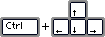 ↑
Ctrl + ← ↓ →